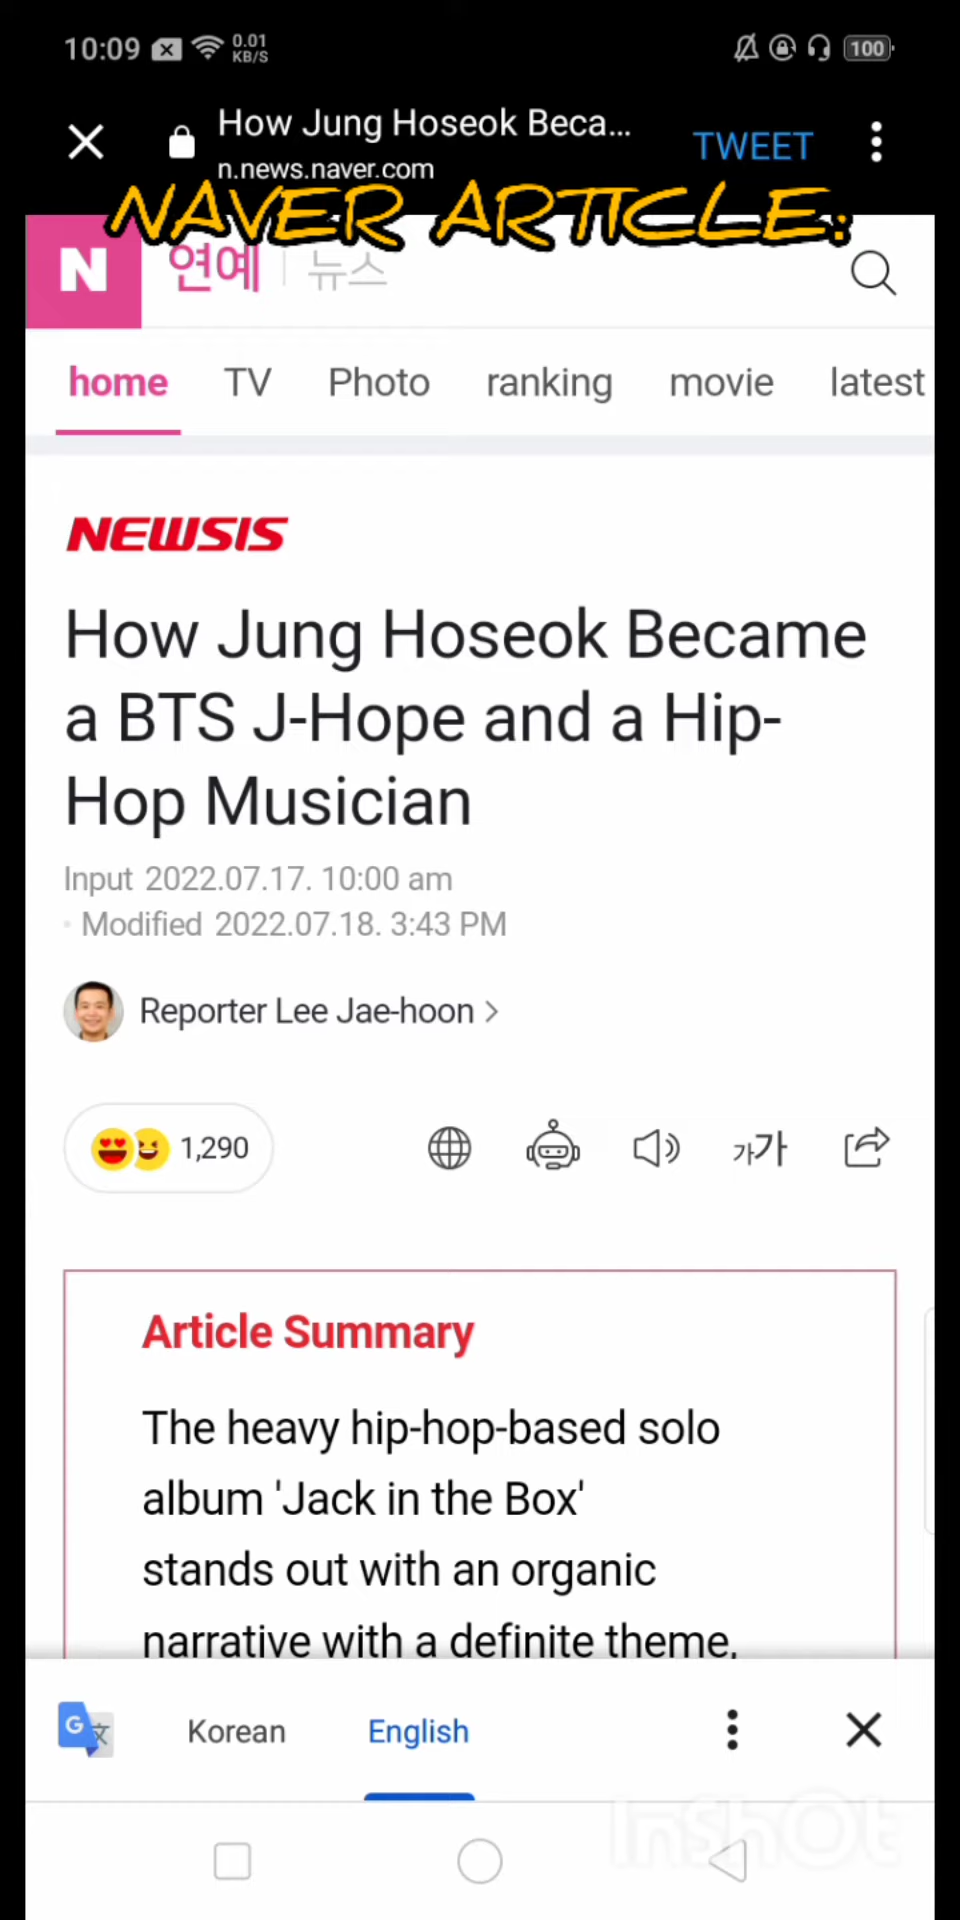 10:09 0.01 KB/S 100
How Jung Hoseok Beca...
n.news.naver.com
TWEET
NAVER ARTICLE:
N 연예 뉴스
home TV Photo ranking movie latest
NEWSIS
How Jung Hoseok Became
a BTS J-Hope and a Hip-
Hop Musician
Input 2022.07.17. 10:00 am
· Modified 2022.07.18. 3:43 PM
Reporter Lee Jae-hoon >
1,290 가가
Article Summary
The heavy hip-hop-based solo
album 'Jack in the Box'
stands out with an organic
narrative with a definite theme,
G 文 Korean English
InShOt